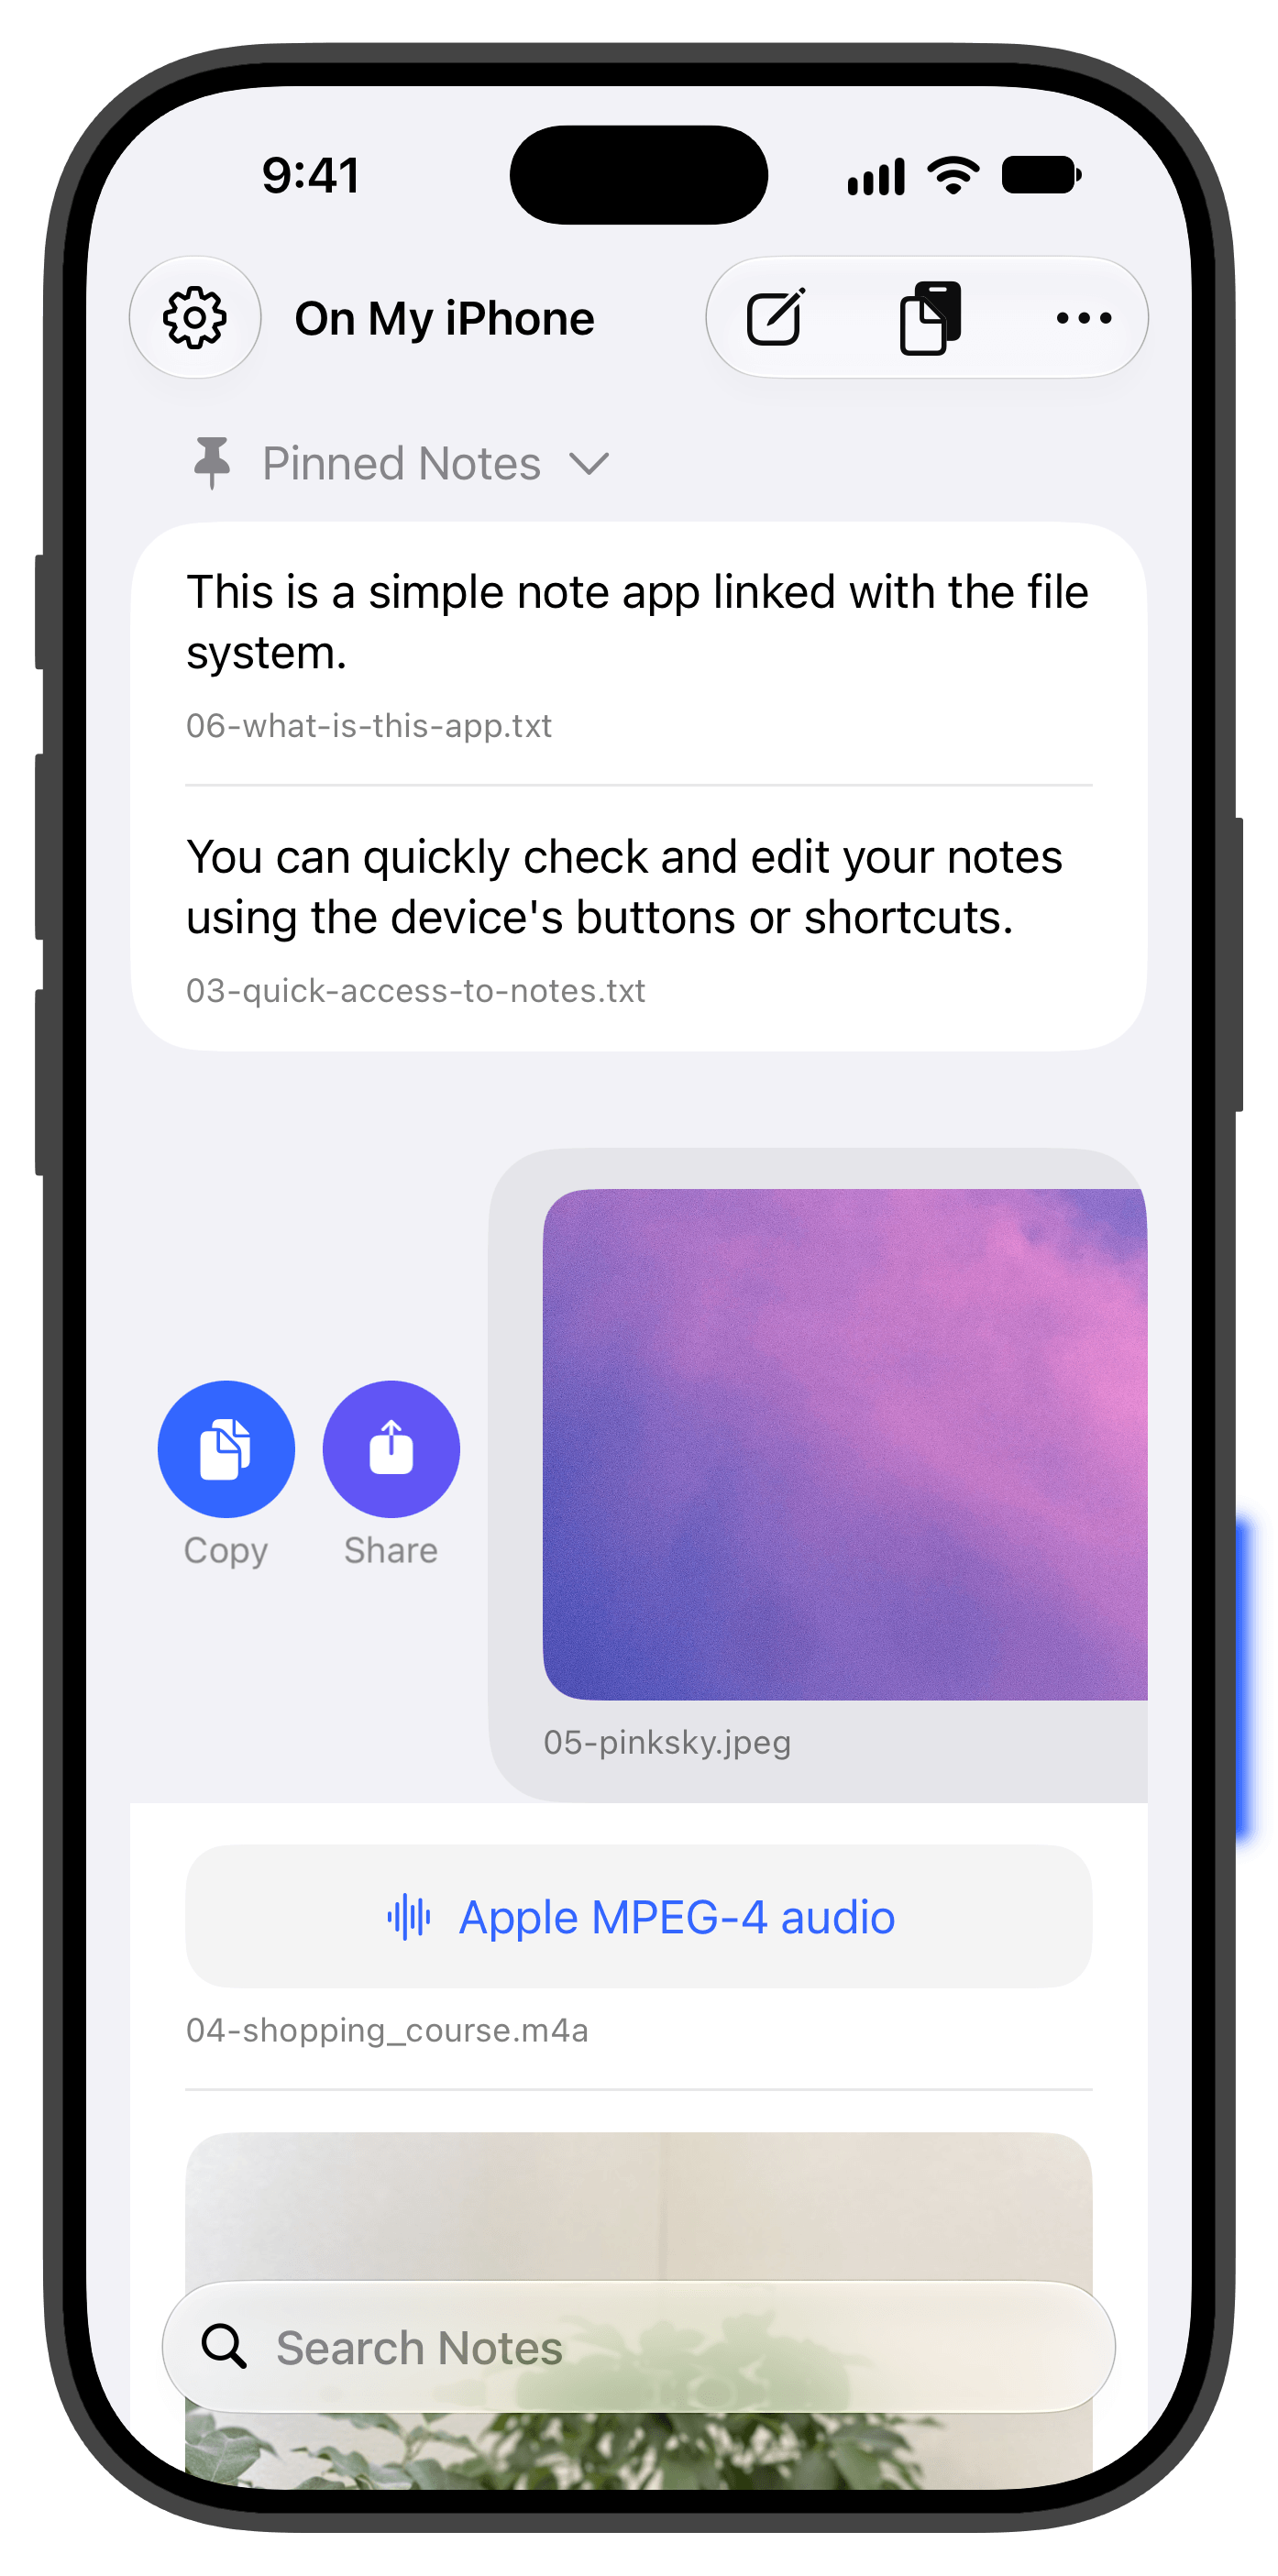 9:41
On My iPhone
Pinned Notes
This is a simple note app linked with the file
system.
06-what-is-this-app.txt
You can quickly check and edit your notes
using the device's buttons or shortcuts.
03-quick-access-to-notes.txt
Copy
Share
05-pinksky.jpeg
Apple MPEG-4 audio
04-shopping_course.m4a
Search Notes